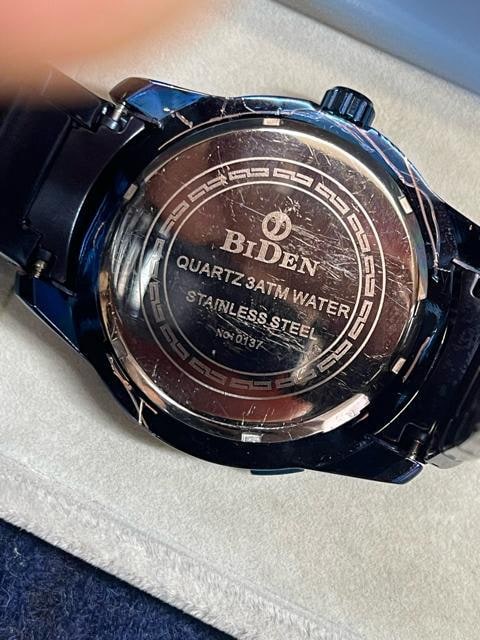 BIDEN
QUARTZ 3ATM WATER
STAINLESS STEEL
No: 0137